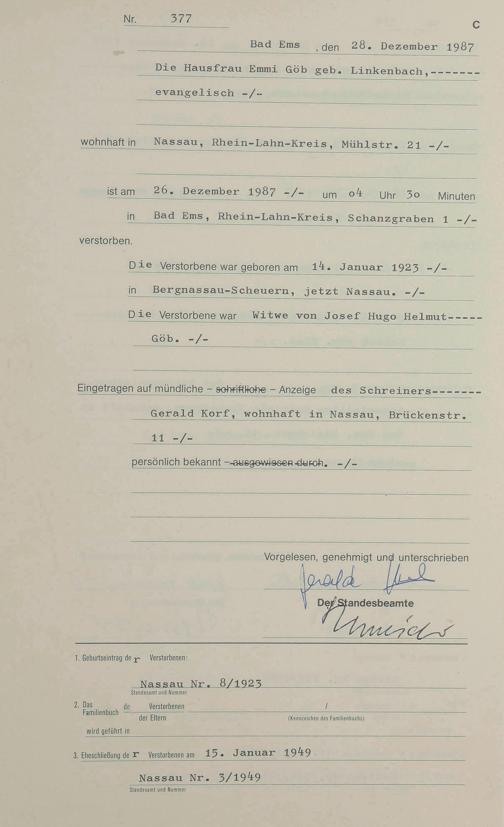 Nr. 377
C
Bad Ems , den 28. Dezember 1987
Die Hausfrau Emmi Göb geb. Linkenbach,-------
evangelisch -/-
wohnhaft in Nassau, Rhein-Lahn-Kreis, Mühlstr. 21 -/-
ist am 26. Dezember 1987 -/- um o4 Uhr 3o Minuten
in Bad Ems, Rhein-Lahn-Kreis, Schanzgraben 1 -/-
verstorben.
Die Verstorbene war geboren am 14. Januar 1923 -/-
in Bergnassau-Scheuern, jetzt Nassau. -/-
Die Verstorbene war Witwe von Josef Hugo Helmut-----
Göb. -/-
Eingetragen auf mündliche – schriftliche – Anzeige des Schreiners-------
Gerald Korf, wohnhaft in Nassau, Brückenstr.
11 -/-
persönlich bekannt – ausgewiesen durch. -/-
Vorgelesen, genehmigt und unterschrieben
Gerald
Der Standesbeamte
1. Geburtseintrag der Verstorbenen:
Nassau Nr. 8/1923
Standesamt und Nummer
2. Das Familienbuch de Verstorbenen /
der Eltern (Kennzeichen des Familienbuchs)
wird geführt in
3. Eheschließung der Verstorbenen am 15. Januar 1949
Nassau Nr. 3/1949
Standesamt und Nummer